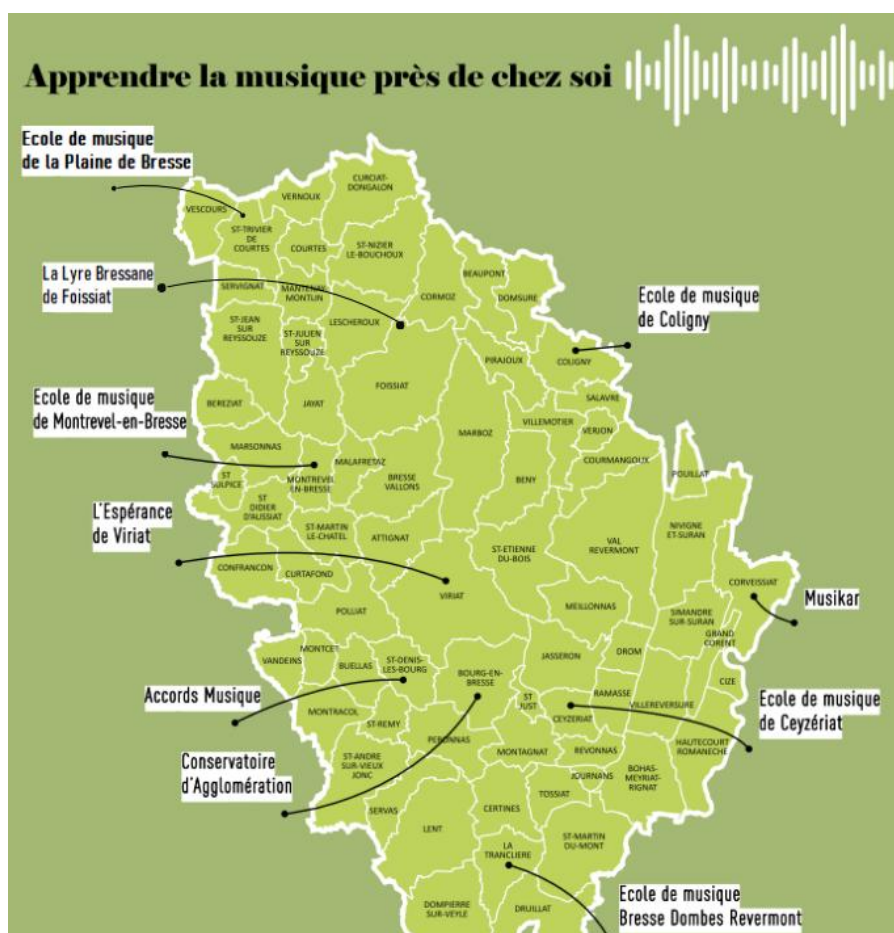 Apprendre la musique près de chez soi
Ecole de musique
de la Plaine de Bresse
CURCIAT-
DONGALON
VERNOUX
VESCOURS
ST-TRIVIER
DE
COURTES
COURTES
ST-NIZIER
LE-BOUCHOUX
La Lyre Bressane
de Foissiat
SERVIGNAT
MANTENAY
MONTLIN
CORMOZ
BEAUPONT
DOMSURE
Ecole de musique
de Coligny
ST-JEAN
SUR
REYSSOUZE
ST-JULIEN
SUR
REYSSOUZE
LESCHEROUX
PIRAJOUX
COLIGNY
FOISSIAT
Ecole de musique
de Montrevel-en-Bresse
BEREZIAT
JAYAT
SALAVRE
VILLEMOTIER
VERJON
MARBOZ
MARSONNAS
MALAFRETAZ
COURMANGOUX
ST
SULPICE
MONTREVEL
EN-BRESSE
BRESSE
VALLONS
BENY
POUILLAT
L'Espérance
de Viriat
ST
DIDIER
D'AUSSIAT
ST-MARTIN
LE-CHATEL
ATTIGNAT
VAL
REVERMONT
NIVIGNE
ET-SURAN
ST-ETIENNE
DU-BOIS
CONFRANCON
CURTAFOND
VIRIAT
CORVEISSIAT
Musikar
POLLIAT
MEILLONNAS
SIMANDRE
SUR-SURAN
GRAND
CORENT
VANDEINS
MONTCET
BUELLAS
ST-DENIS-
LES-BOURG
BOURG-EN-
BRESSE
JASSERON
DROM
CIZE
Accords Musique
ST
JUST
RAMASSE
VILLEREVERSURE
Ecole de musique
de Ceyzériat
MONTRACOL
ST-REMY
CEYZERIAT
Conservatoire
d'Agglomération
PERONNAS
MONTAGNAT
REVONNAS
HAUTECOURT
ROMANECHE
ST-ANDRE
SUR-VIEUX
JONC
JOURNANS
BOHAS-
MEYRIAT-
RIGNAT
TOSSIAT
SERVAS
CERTINES
LENT
ST-MARTIN
DU-MONT
LA
TRANCLIERE
Ecole de musique
Bresse Dombes Revermont
DOMPIERRE
SUR-VEYLE
DRUILLAT